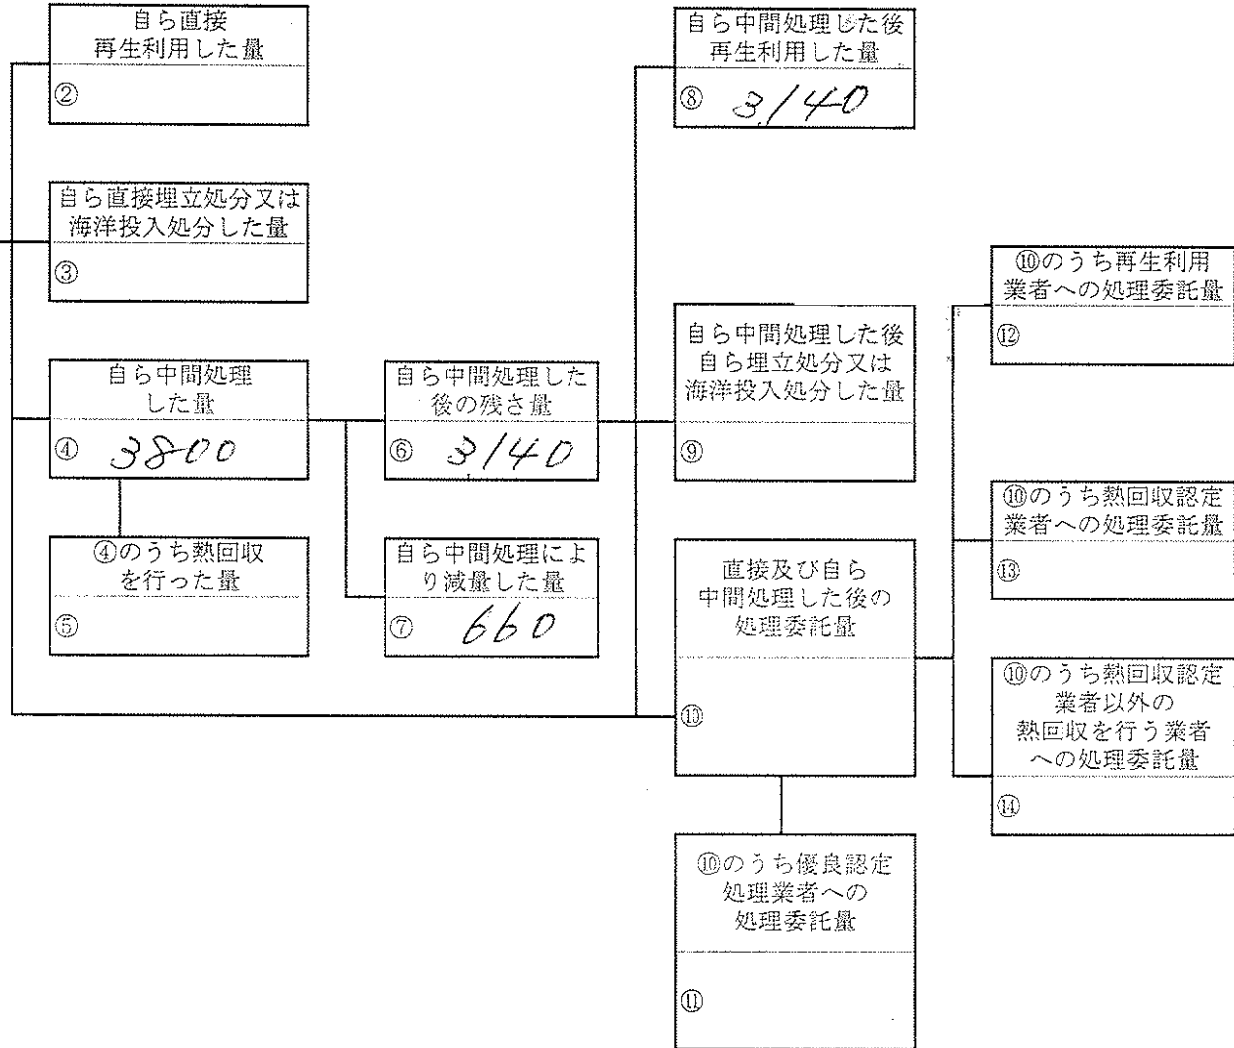 自ら直接
再生利用した量
②
自ら直接埋立処分又は
海洋投入処分した量
③
自ら中間処理
した量
④ 3800
④のうち熱回収
を行った量
⑤
自ら中間処理した
後の残さ量
⑥ 3140
自ら中間処理によ
り減量した量
⑦ 660
自ら中間処理した後
再生利用した量
⑧ 3140
自ら中間処理した後
自ら埋立処分又は
海洋投入処分した量
⑨
直接及び自ら
中間処理した後の
処理委託量
⑩
⑩のうち優良認定
処理業者への
処理委託量
⑪
⑩のうち再生利用
業者への処理委託量
⑫
⑩のうち熱回収認定
業者への処理委託量
⑬
⑩のうち熱回収認定
業者以外の
熱回収を行う業者
への処理委託量
⑭